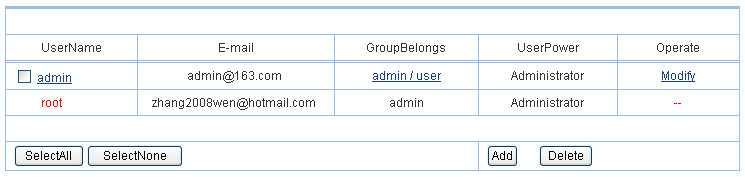 UserName E-mail GroupBelongs UserPower Operate
admin admin@163.com admin / user Administrator Modify
root zhang2008wen@hotmail.com admin Administrator --
SelectAll SelectNone Add Delete